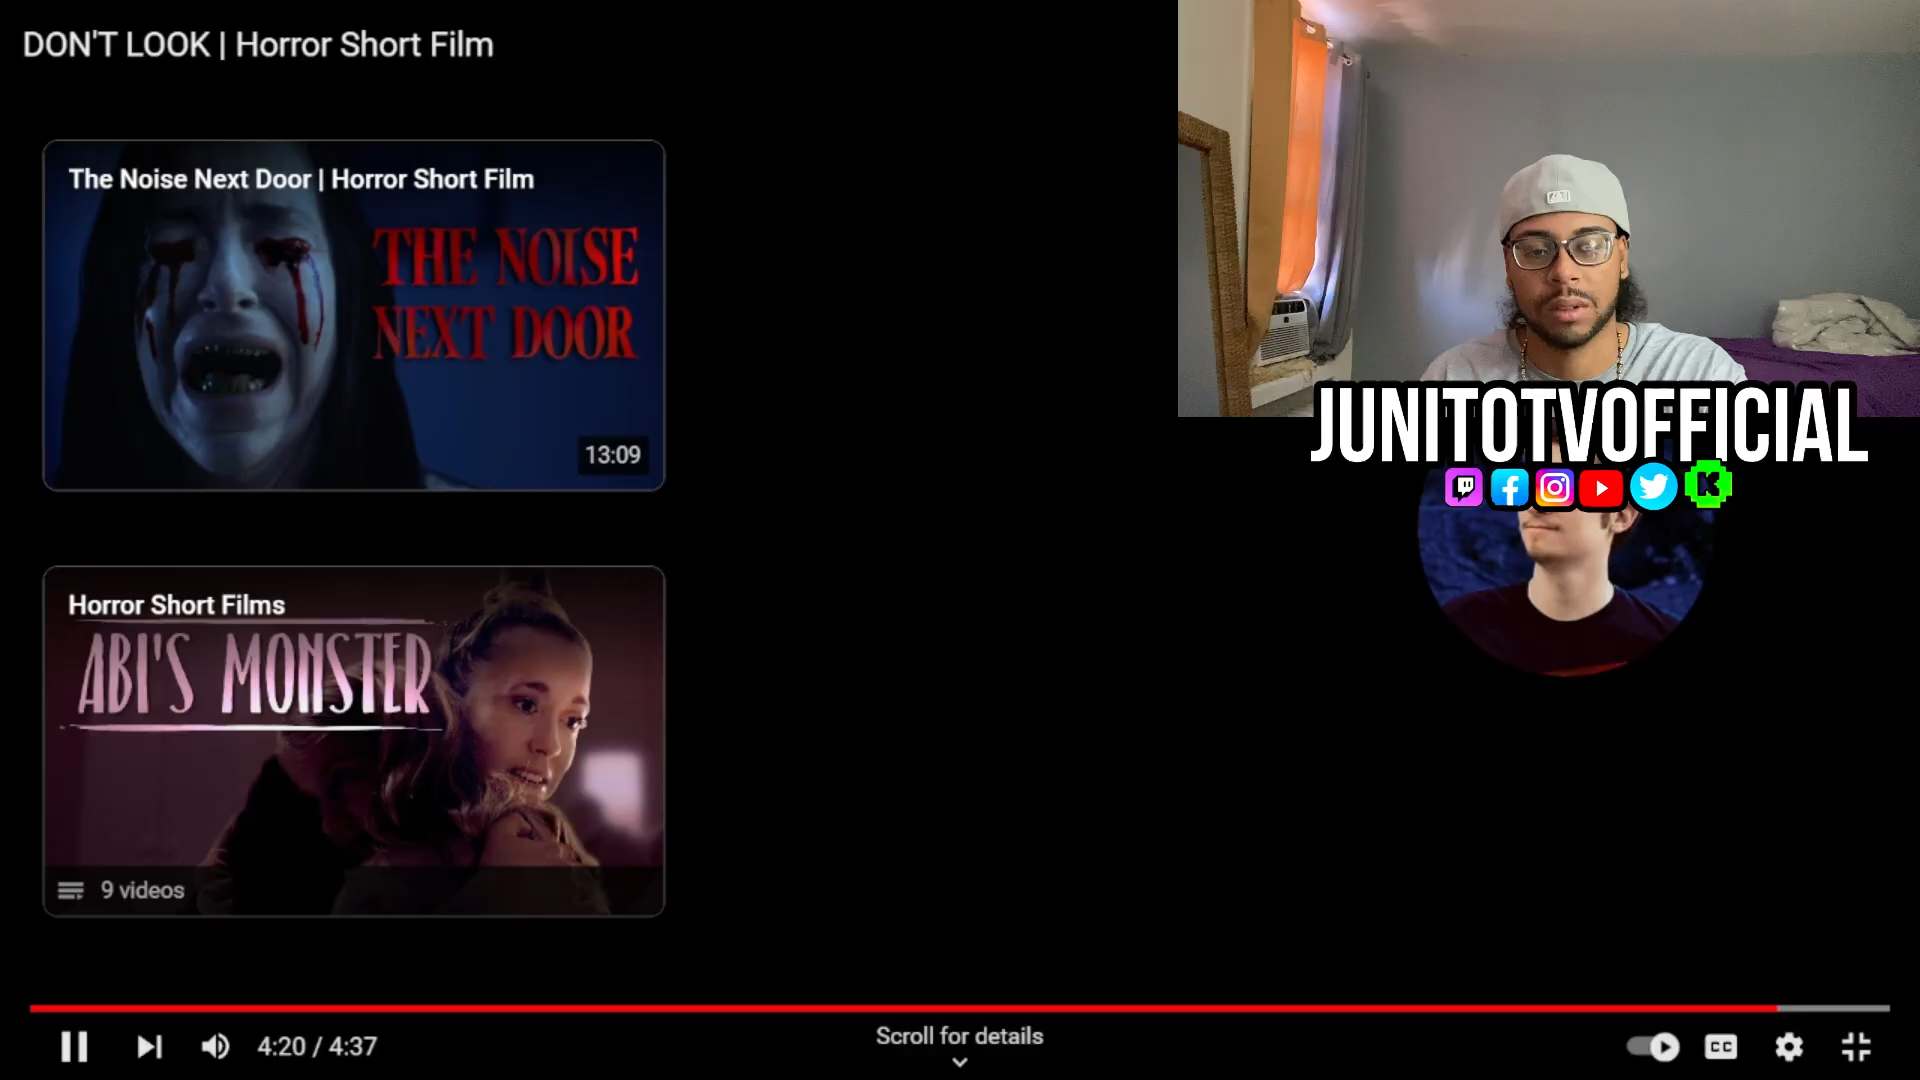 DON'T LOOK | Horror Short Film
The Noise Next Door | Horror Short Film
THE NOISE
NEXT DOOR
13:09
JUNITOTVOFFICIAL
K
Horror Short Films
ABI'S MONSTER
9 videos
4:20 / 4:37
Scroll for details
CC